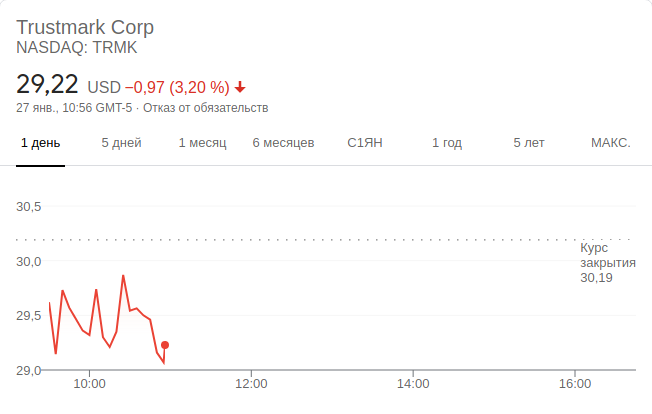 Trustmark Corp
NASDAQ: TRMK
29,22 USD −0,97 (3,20 %)
27 янв., 10:56 GMT-5 · Отказ от обязательств
1 день 5 дней 1 месяц 6 месяцев С1ЯН 1 год 5 лет МАКС.
30,5
Курс
закрытия
30,19
30,0
29,5
29,0
10:00 12:00 14:00 16:00